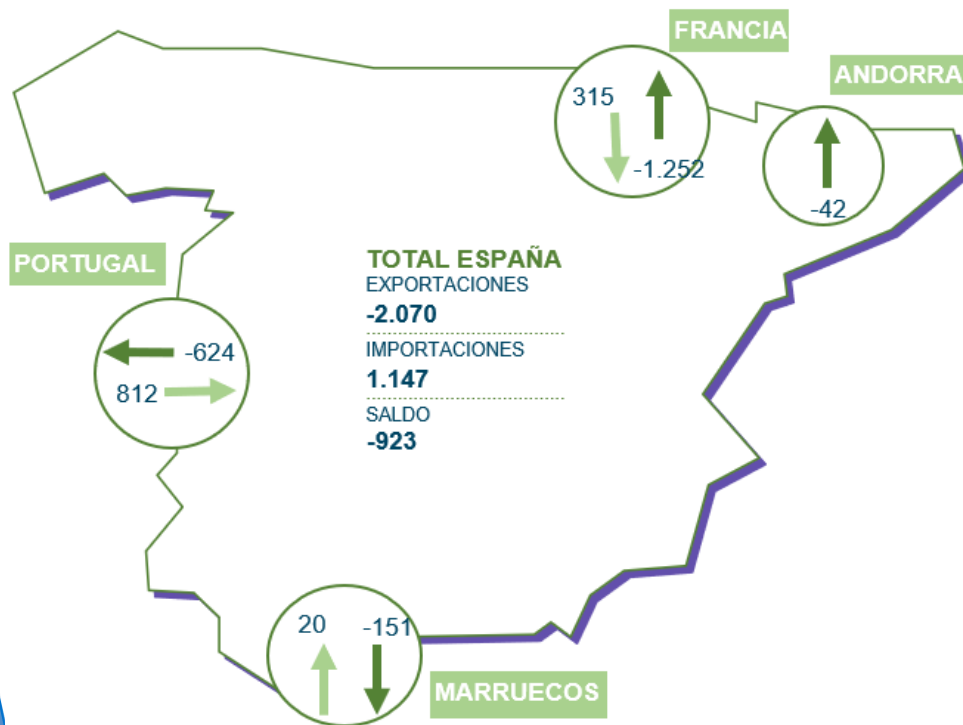 FRANCIA
315
-1.252
ANDORRA
-42
PORTUGAL
-624
812
TOTAL ESPAÑA
EXPORTACIONES
-2.070
IMPORTACIONES
1.147
SALDO
-923
20
-151
MARRUECOS